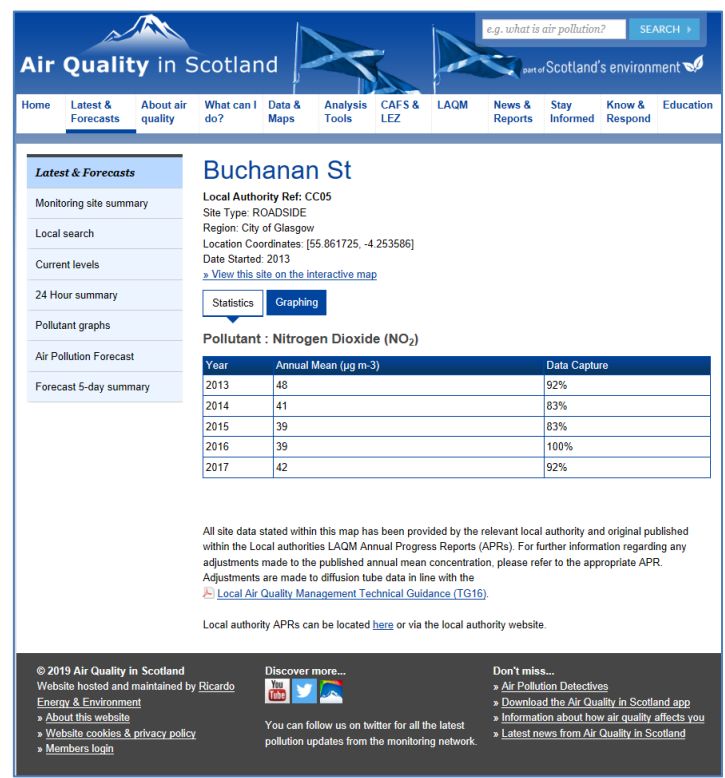 e.g. what is air pollution?
SEARCH
Air Quality in Scotland
part of Scotland's environment
Home
Latest & Forecasts
About air quality
What can I do?
Data & Maps
Analysis Tools
CAFS & LEZ
LAQM
News & Reports
Stay Informed
Know & Respond
Education
Latest & Forecasts
Monitoring site summary
Local search
Current levels
24 Hour summary
Pollutant graphs
Air Pollution Forecast
Forecast 5-day summary
Buchanan St
Local Authority Ref: CC05
Site Type: ROADSIDE
Region: City of Glasgow
Location Coordinates: [55.861725, -4.253586]
Date Started: 2013
» View this site on the interactive map
Statistics Graphing
Pollutant : Nitrogen Dioxide (NO₂)
Year Annual Mean (µg m-3) Data Capture
2013 48 92%
2014 41 83%
2015 39 83%
2016 39 100%
2017 42 92%
All site data stated within this map has been provided by the relevant local authority and original published
within the Local authorities LAQM Annual Progress Reports (APRs). For further information regarding any
adjustments made to the published annual mean concentration, please refer to the appropriate APR.
Adjustments are made to diffusion tube data in line with the
Local Air Quality Management Technical Guidance (TG16).
Local authority APRs can be located here or via the local authority website.
© 2019 Air Quality in Scotland
Website hosted and maintained by Ricardo
Energy & Environment
» About this website
» Website cookies & privacy policy
» Members login
Discover more...
You Tube
You can follow us on twitter for all the latest
pollution updates from the monitoring network.
Don't miss...
» Air Pollution Detectives
» Download the Air Quality in Scotland app
» Information about how air quality affects you
» Latest news from Air Quality in Scotland